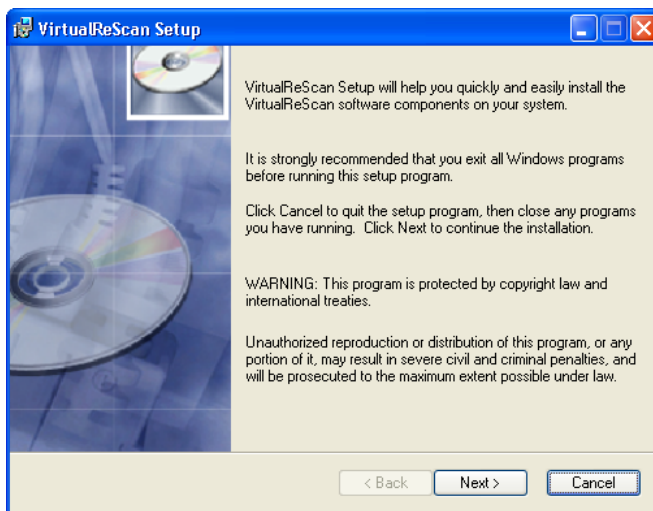 VirtualReScan Setup
VirtualReScan Setup will help you quickly and easily install the
VirtualReScan software components on your system.
It is strongly recommended that you exit all Windows programs
before running this setup program.
Click Cancel to quit the setup program, then close any programs
you have running.  Click Next to continue the installation.
WARNING: This program is protected by copyright law and
international treaties.
Unauthorized reproduction or distribution of this program, or any
portion of it, may result in severe civil and criminal penalties, and
will be prosecuted to the maximum extent possible under law.
< Back
Next >
Cancel